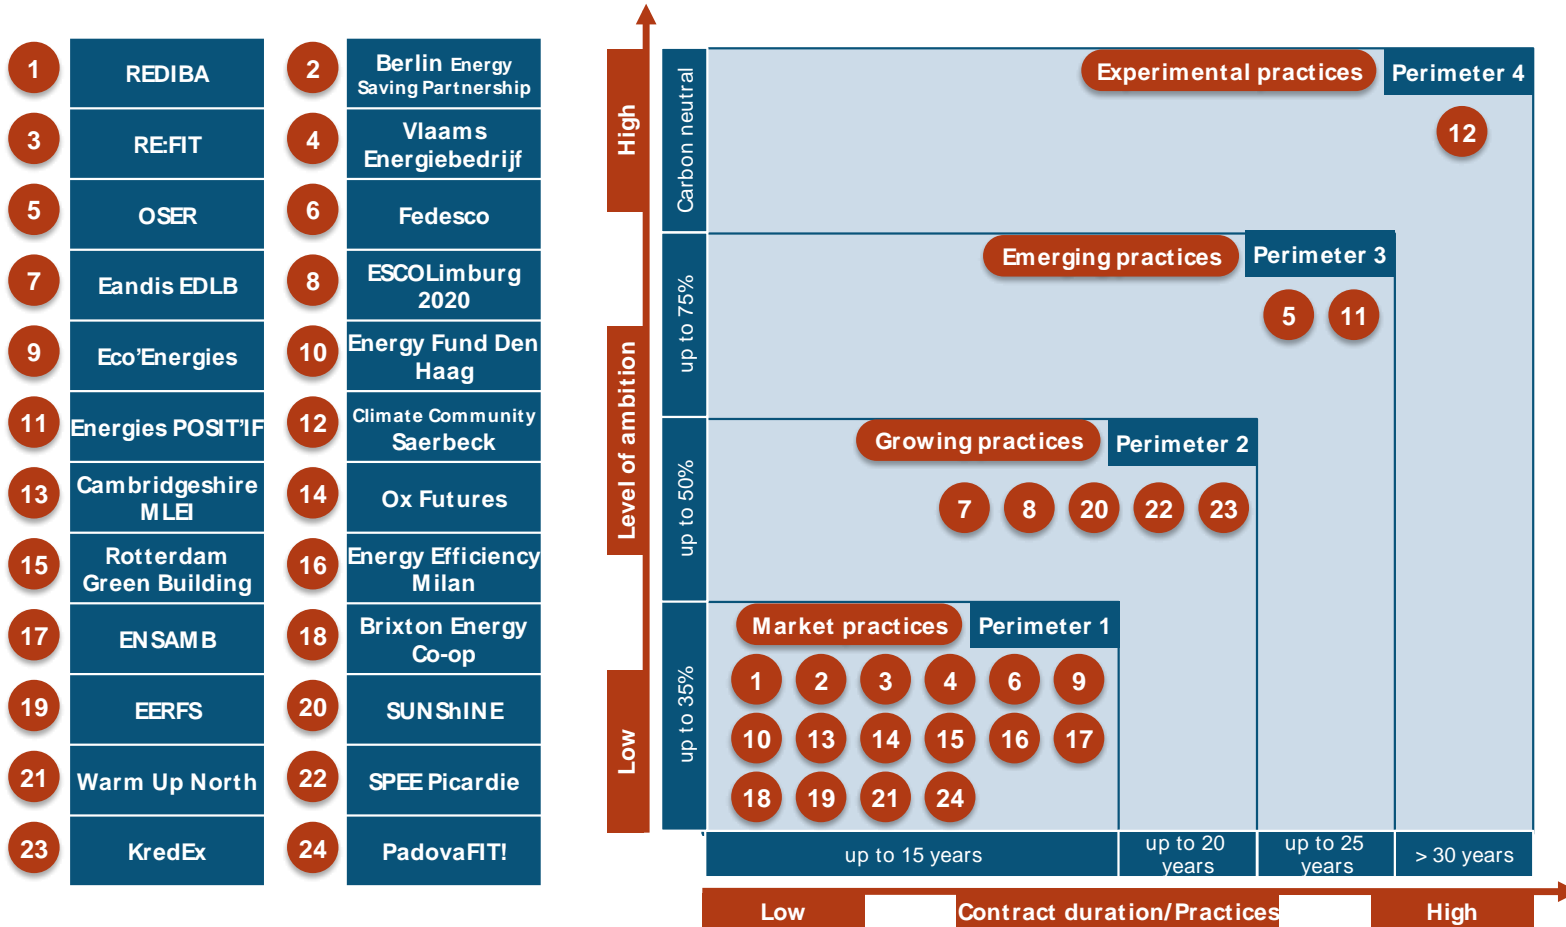 1
REDIBA
2
Berlin Energy
Saving Partnership
3
RE:FIT
4
Vlaams
Energiebedrijf
5
OSER
6
Fedesco
7
Eandis EDLB
8
ESCOLimburg
2020
9
Eco’Energies
10
Energy Fund Den
Haag
11
Energies POSIT’IF
12
Climate Community
Saerbeck
13
Cambridgeshire
MLEI
14
Ox Futures
15
Rotterdam
Green Building
16
Energy Efficiency
Milan
17
ENSAMB
18
Brixton Energy
Co-op
19
EERFS
20
SUNShINE
21
Warm Up North
22
SPEE Picardie
23
KredEx
24
PadovaFIT!
High
Level of ambition
Low
Carbon neutral
up to 75%
up to 50%
up to 35%
Experimental practices
Perimeter 4
12
Emerging practices
Perimeter 3
5 11
Growing practices
Perimeter 2
7 8 20 22 23
Market practices
Perimeter 1
1 2 3 4 6 9
10 13 14 15 16 17
18 19 21 24
up to 15 years
up to 20
years
up to 25
years
> 30 years
Low
Contract duration/Practices
High